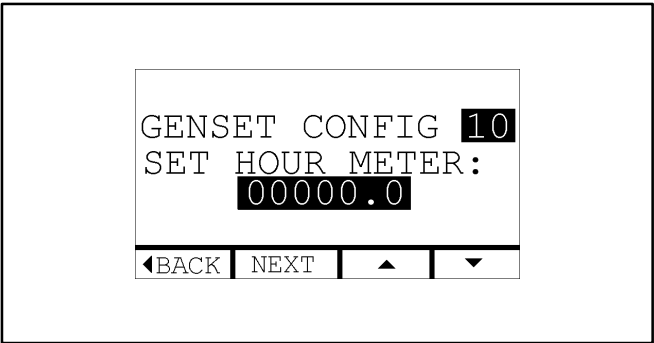 GENSET CONFIG 10
SET HOUR METER:
00000.0
◀BACK NEXT ▲ ▼